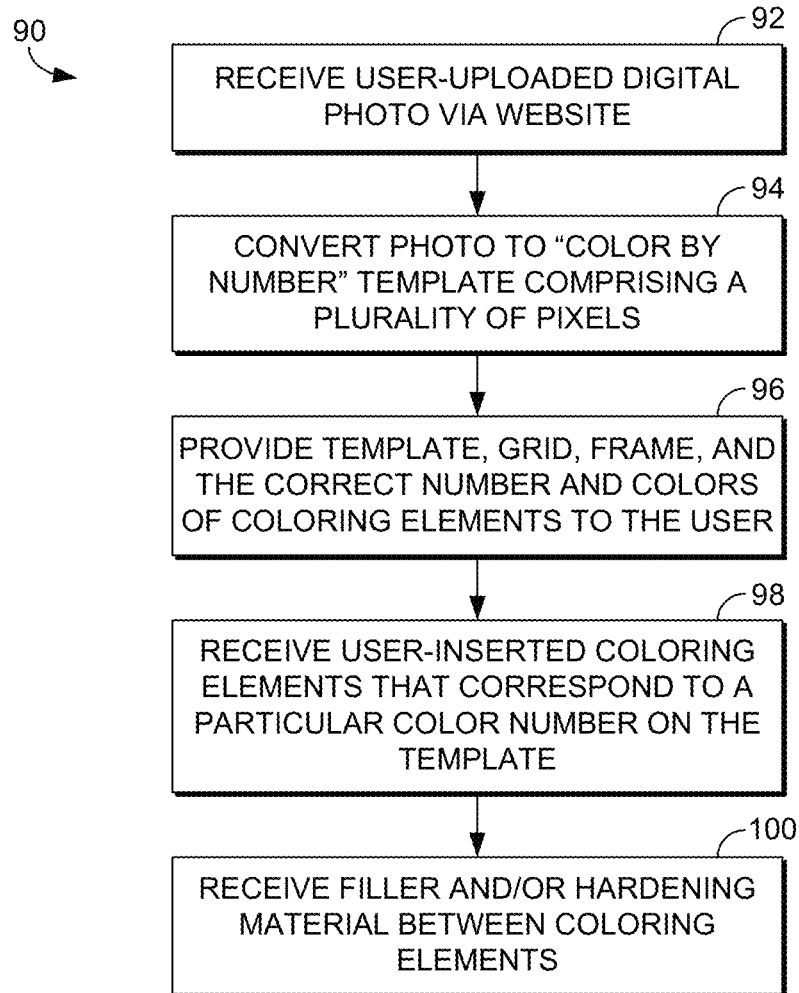 90
92
RECEIVE USER-UPLOADED DIGITAL
PHOTO VIA WEBSITE
94
CONVERT PHOTO TO “COLOR BY
NUMBER” TEMPLATE COMPRISING A
PLURALITY OF PIXELS
96
PROVIDE TEMPLATE, GRID, FRAME, AND
THE CORRECT NUMBER AND COLORS
OF COLORING ELEMENTS TO THE USER
98
RECEIVE USER-INSERTED COLORING
ELEMENTS THAT CORRESPOND TO A
PARTICULAR COLOR NUMBER ON THE
TEMPLATE
100
RECEIVE FILLER AND/OR HARDENING
MATERIAL BETWEEN COLORING
ELEMENTS